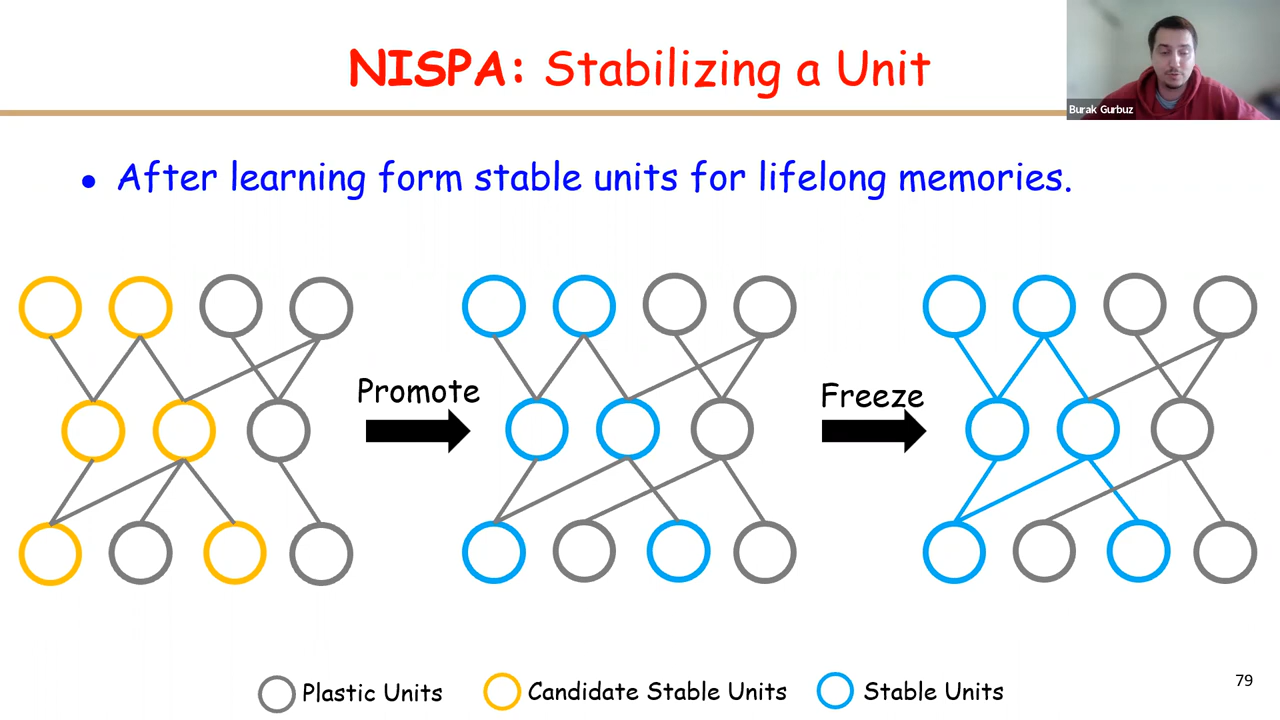 NISPA: Stabilizing a Unit
Burak Gurbuz
• After learning form stable units for lifelong memories.
Promote
Freeze
Plastic Units
Candidate Stable Units
Stable Units
79